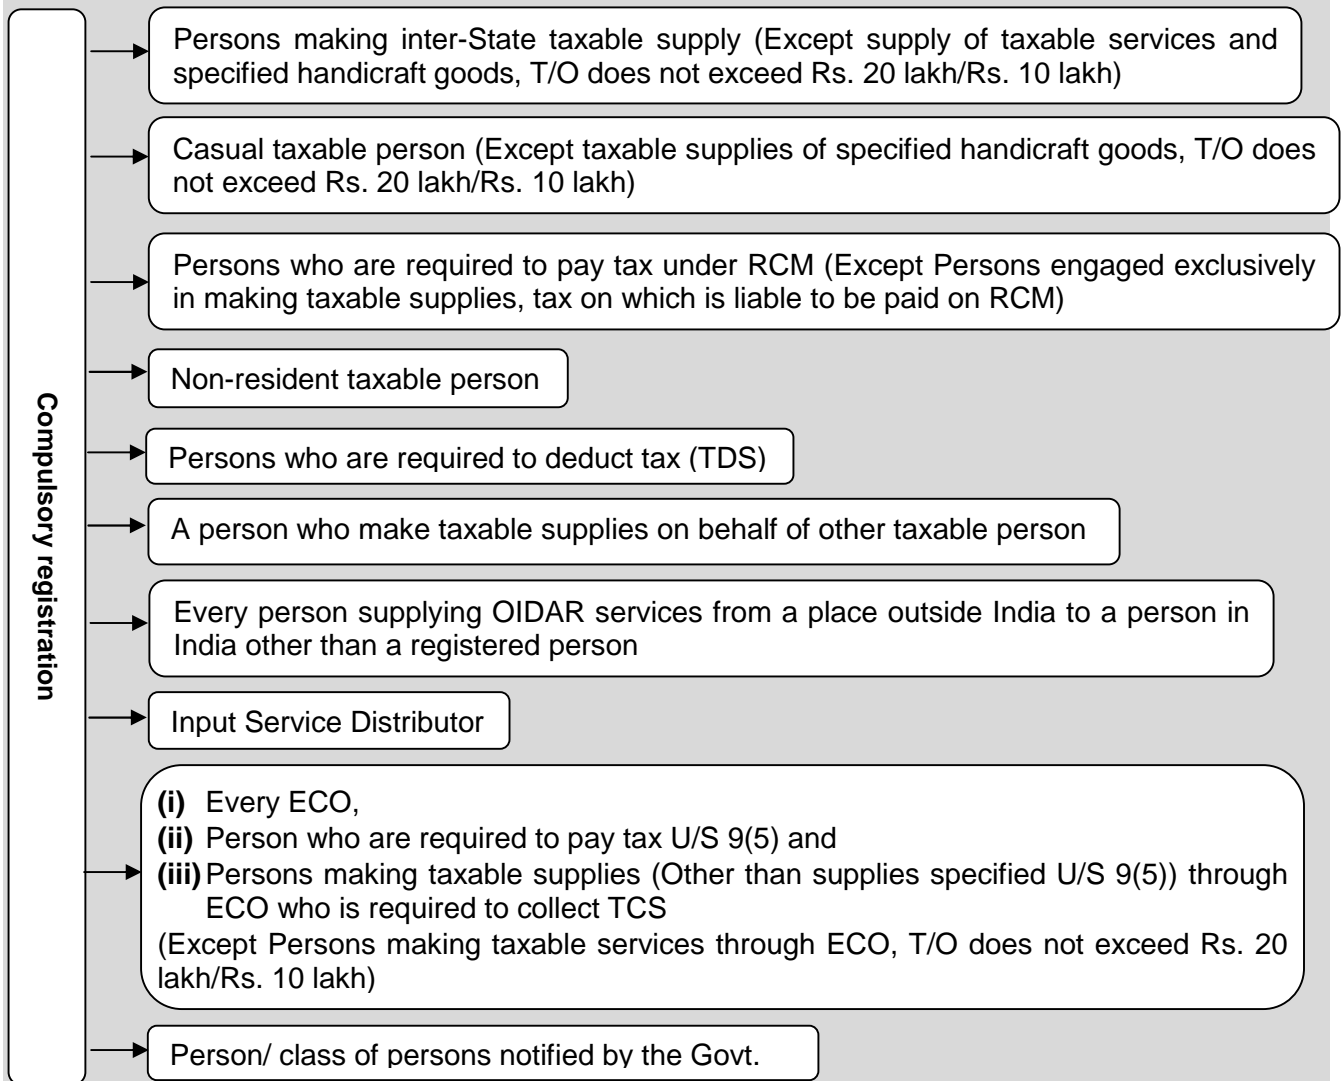 Compulsory registration
Persons making inter-State taxable supply (Except supply of taxable services and
specified handicraft goods, T/O does not exceed Rs. 20 lakh/Rs. 10 lakh)
Casual taxable person (Except taxable supplies of specified handicraft goods, T/O does
not exceed Rs. 20 lakh/Rs. 10 lakh)
Persons who are required to pay tax under RCM (Except Persons engaged exclusively
in making taxable supplies, tax on which is liable to be paid on RCM)
Non-resident taxable person
Persons who are required to deduct tax (TDS)
A person who make taxable supplies on behalf of other taxable person
Every person supplying OIDAR services from a place outside India to a person in
India other than a registered person
Input Service Distributor
(i) Every ECO,
(ii) Person who are required to pay tax U/S 9(5) and
(iii) Persons making taxable supplies (Other than supplies specified U/S 9(5)) through
ECO who is required to collect TCS
(Except Persons making taxable services through ECO, T/O does not exceed Rs. 20
lakh/Rs. 10 lakh)
Person/ class of persons notified by the Govt.